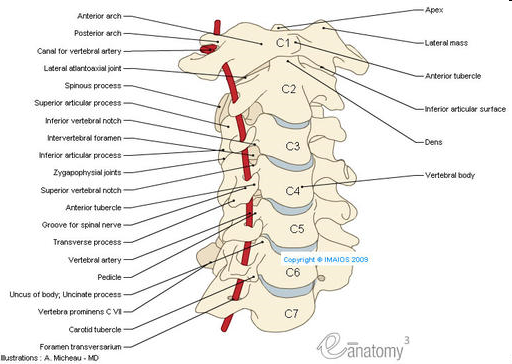 Anterior arch
Posterior arch
Canal for vertebral artery
Lateral atlantoaxial joint
Spinous process
Superior articular process
Inferior vertebral notch
Intervertebral foramen
Inferior articular process
Zygapophysial joints
Superior vertebral notch
Anterior tubercle
Groove for spinal nerve
Transverse process
Vertebral artery
Pedicle
Uncus of body; Uncinate process
Vertebra prominens C VII
Carotid tubercle
Foramen transversarium
Illustrations : A. Micheau - MD
C1
C2
C3
C4
C5
C6
C7
Copyright © IMAIOS 2009
Apex
Lateral mass
Anterior tubercle
Inferior articular surface
Dens
Vertebral body
e-anatomy 3